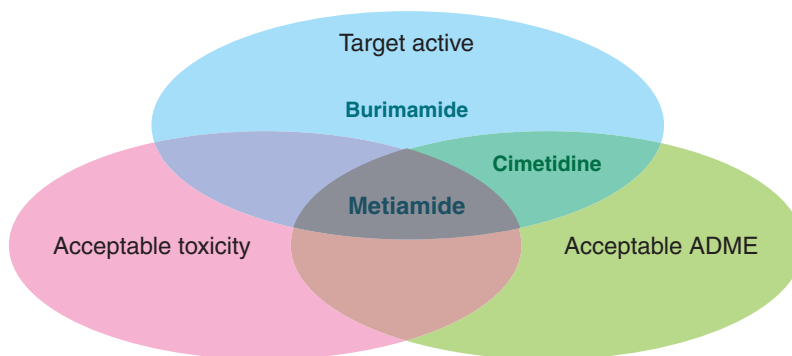 Target active
Burimamide
Cimetidine
Metiamide
Acceptable toxicity
Acceptable ADME